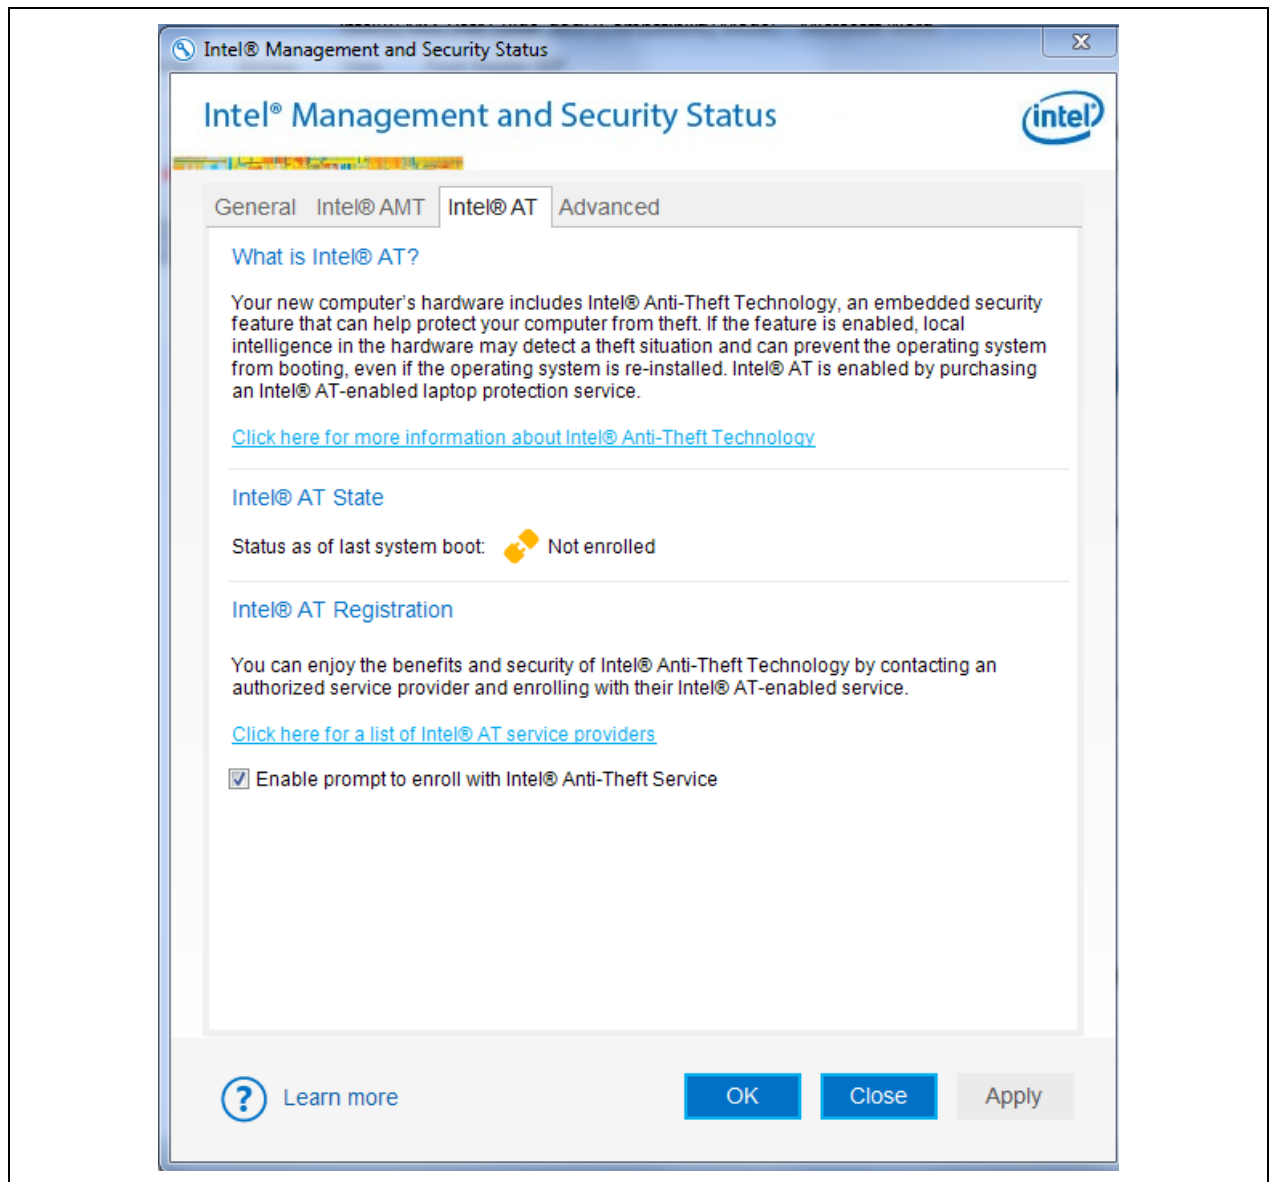 Intel® Management and Security Status
Intel® Management and Security Status
intel®
General Intel® AMT Intel® AT Advanced
What is Intel® AT?
Your new computer's hardware includes Intel® Anti-Theft Technology, an embedded security
feature that can help protect your computer from theft. If the feature is enabled, local
intelligence in the hardware may detect a theft situation and can prevent the operating system
from booting, even if the operating system is re-installed. Intel® AT is enabled by purchasing
an Intel® AT-enabled laptop protection service.
Click here for more information about Intel® Anti-Theft Technology
Intel® AT State
Status as of last system boot: Not enrolled
Intel® AT Registration
You can enjoy the benefits and security of Intel® Anti-Theft Technology by contacting an
authorized service provider and enrolling with their Intel® AT-enabled service.
Click here for a list of Intel® AT service providers
Enable prompt to enroll with Intel® Anti-Theft Service
? Learn more OK Close Apply